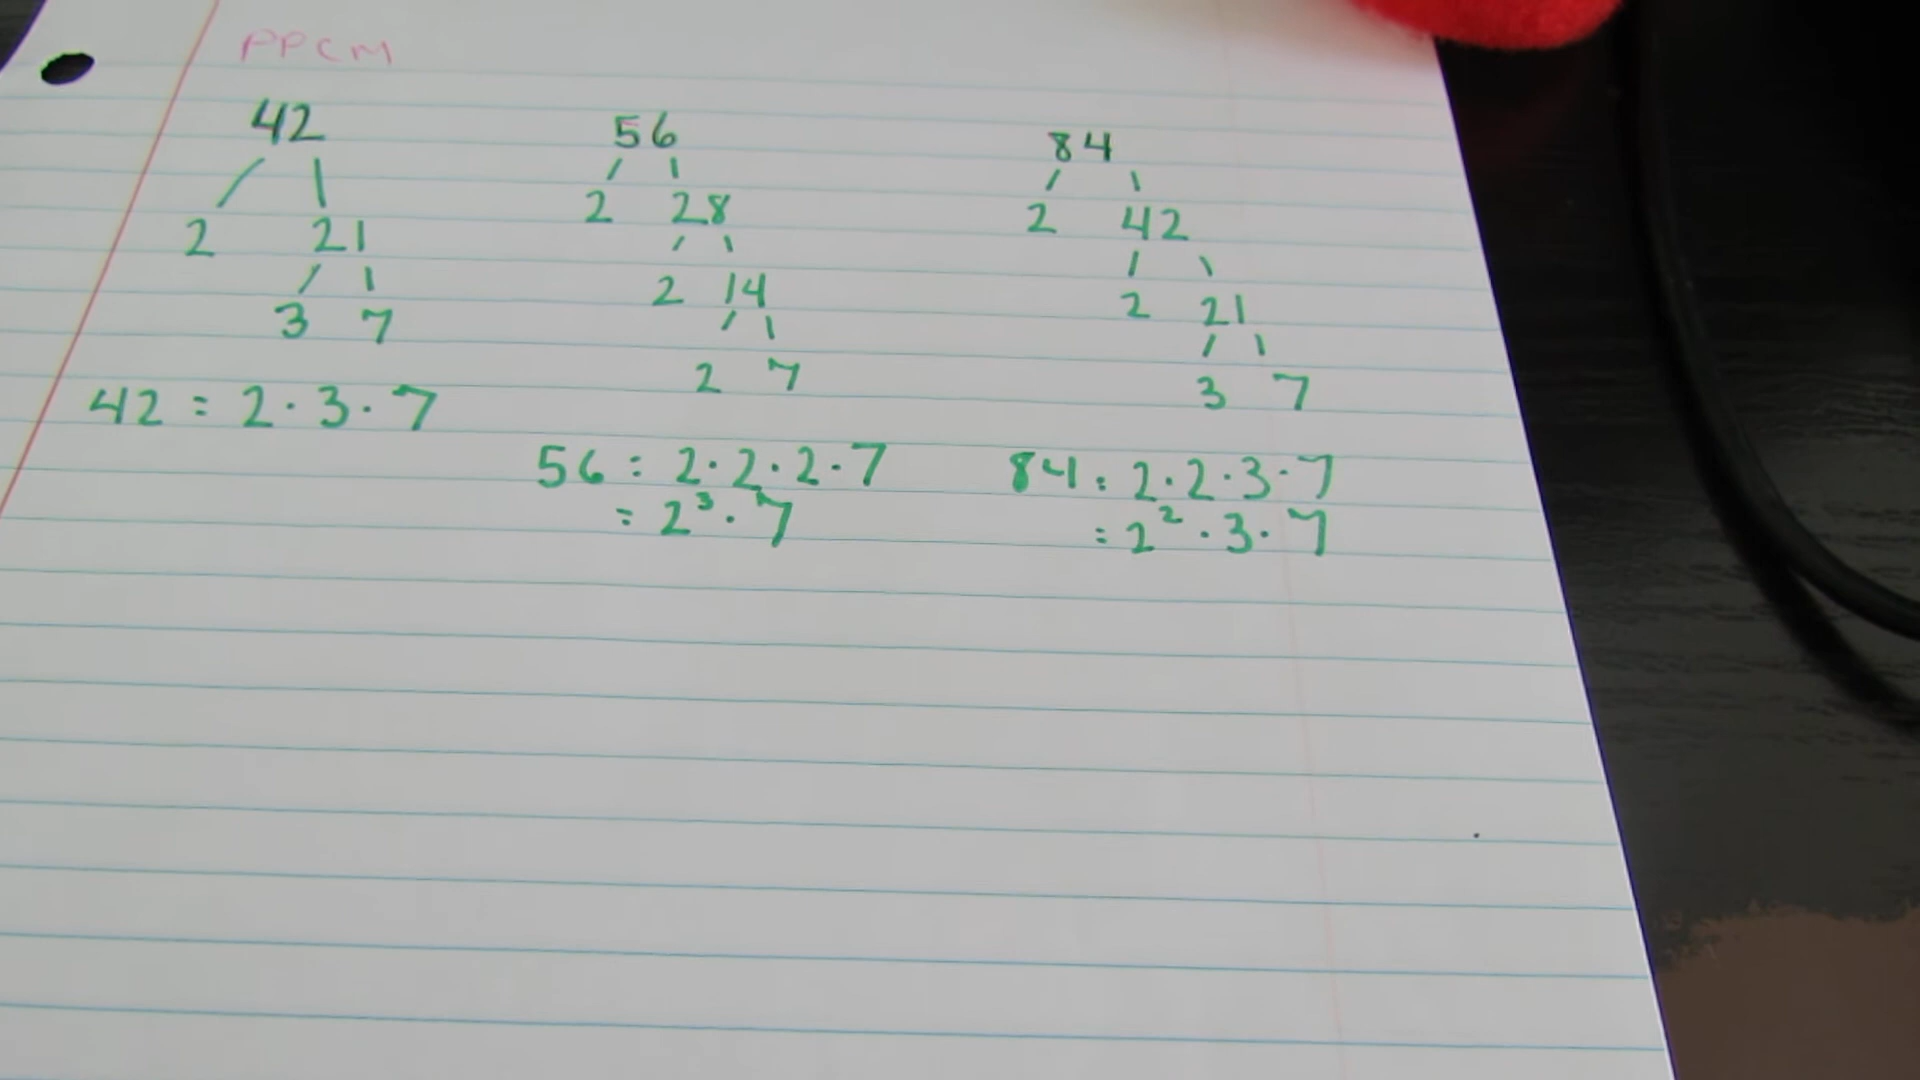 PPCM
42 56 84
2 21 2 28 2 42
3 7 2 14 2 21
2 7 3 7
42 = 2 · 3 · 7
56 = 2 · 2 · 2 · 7 84 = 2 · 2 · 3 · 7
= 2³ · 7 = 2² · 3 · 7